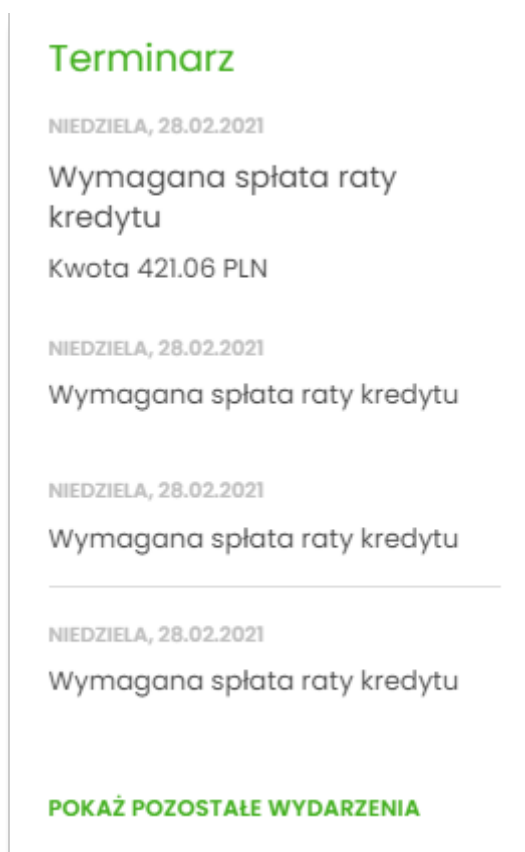 Terminarz
NIEDZIELA, 28.02.2021
Wymagana spłata raty
kredytu
Kwota 421.06 PLN
NIEDZIELA, 28.02.2021
Wymagana spłata raty kredytu
NIEDZIELA, 28.02.2021
Wymagana spłata raty kredytu
NIEDZIELA, 28.02.2021
Wymagana spłata raty kredytu
POKAŻ POZOSTAŁE WYDARZENIA